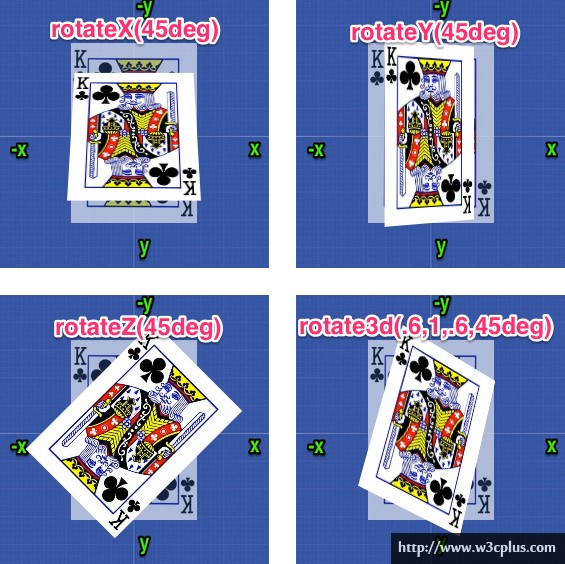 -y
rotateX(45deg)
K
K
-x
x
K
K
y
-y
rotateY(45deg)
K
K
-x
x
K
K
y
-y
rotateZ(45deg)
K
-x
x
K
y
-y
rotate3d(.6,1,.6,45deg)
K
K
-x
x
K
y
http://www.w3cplus.com